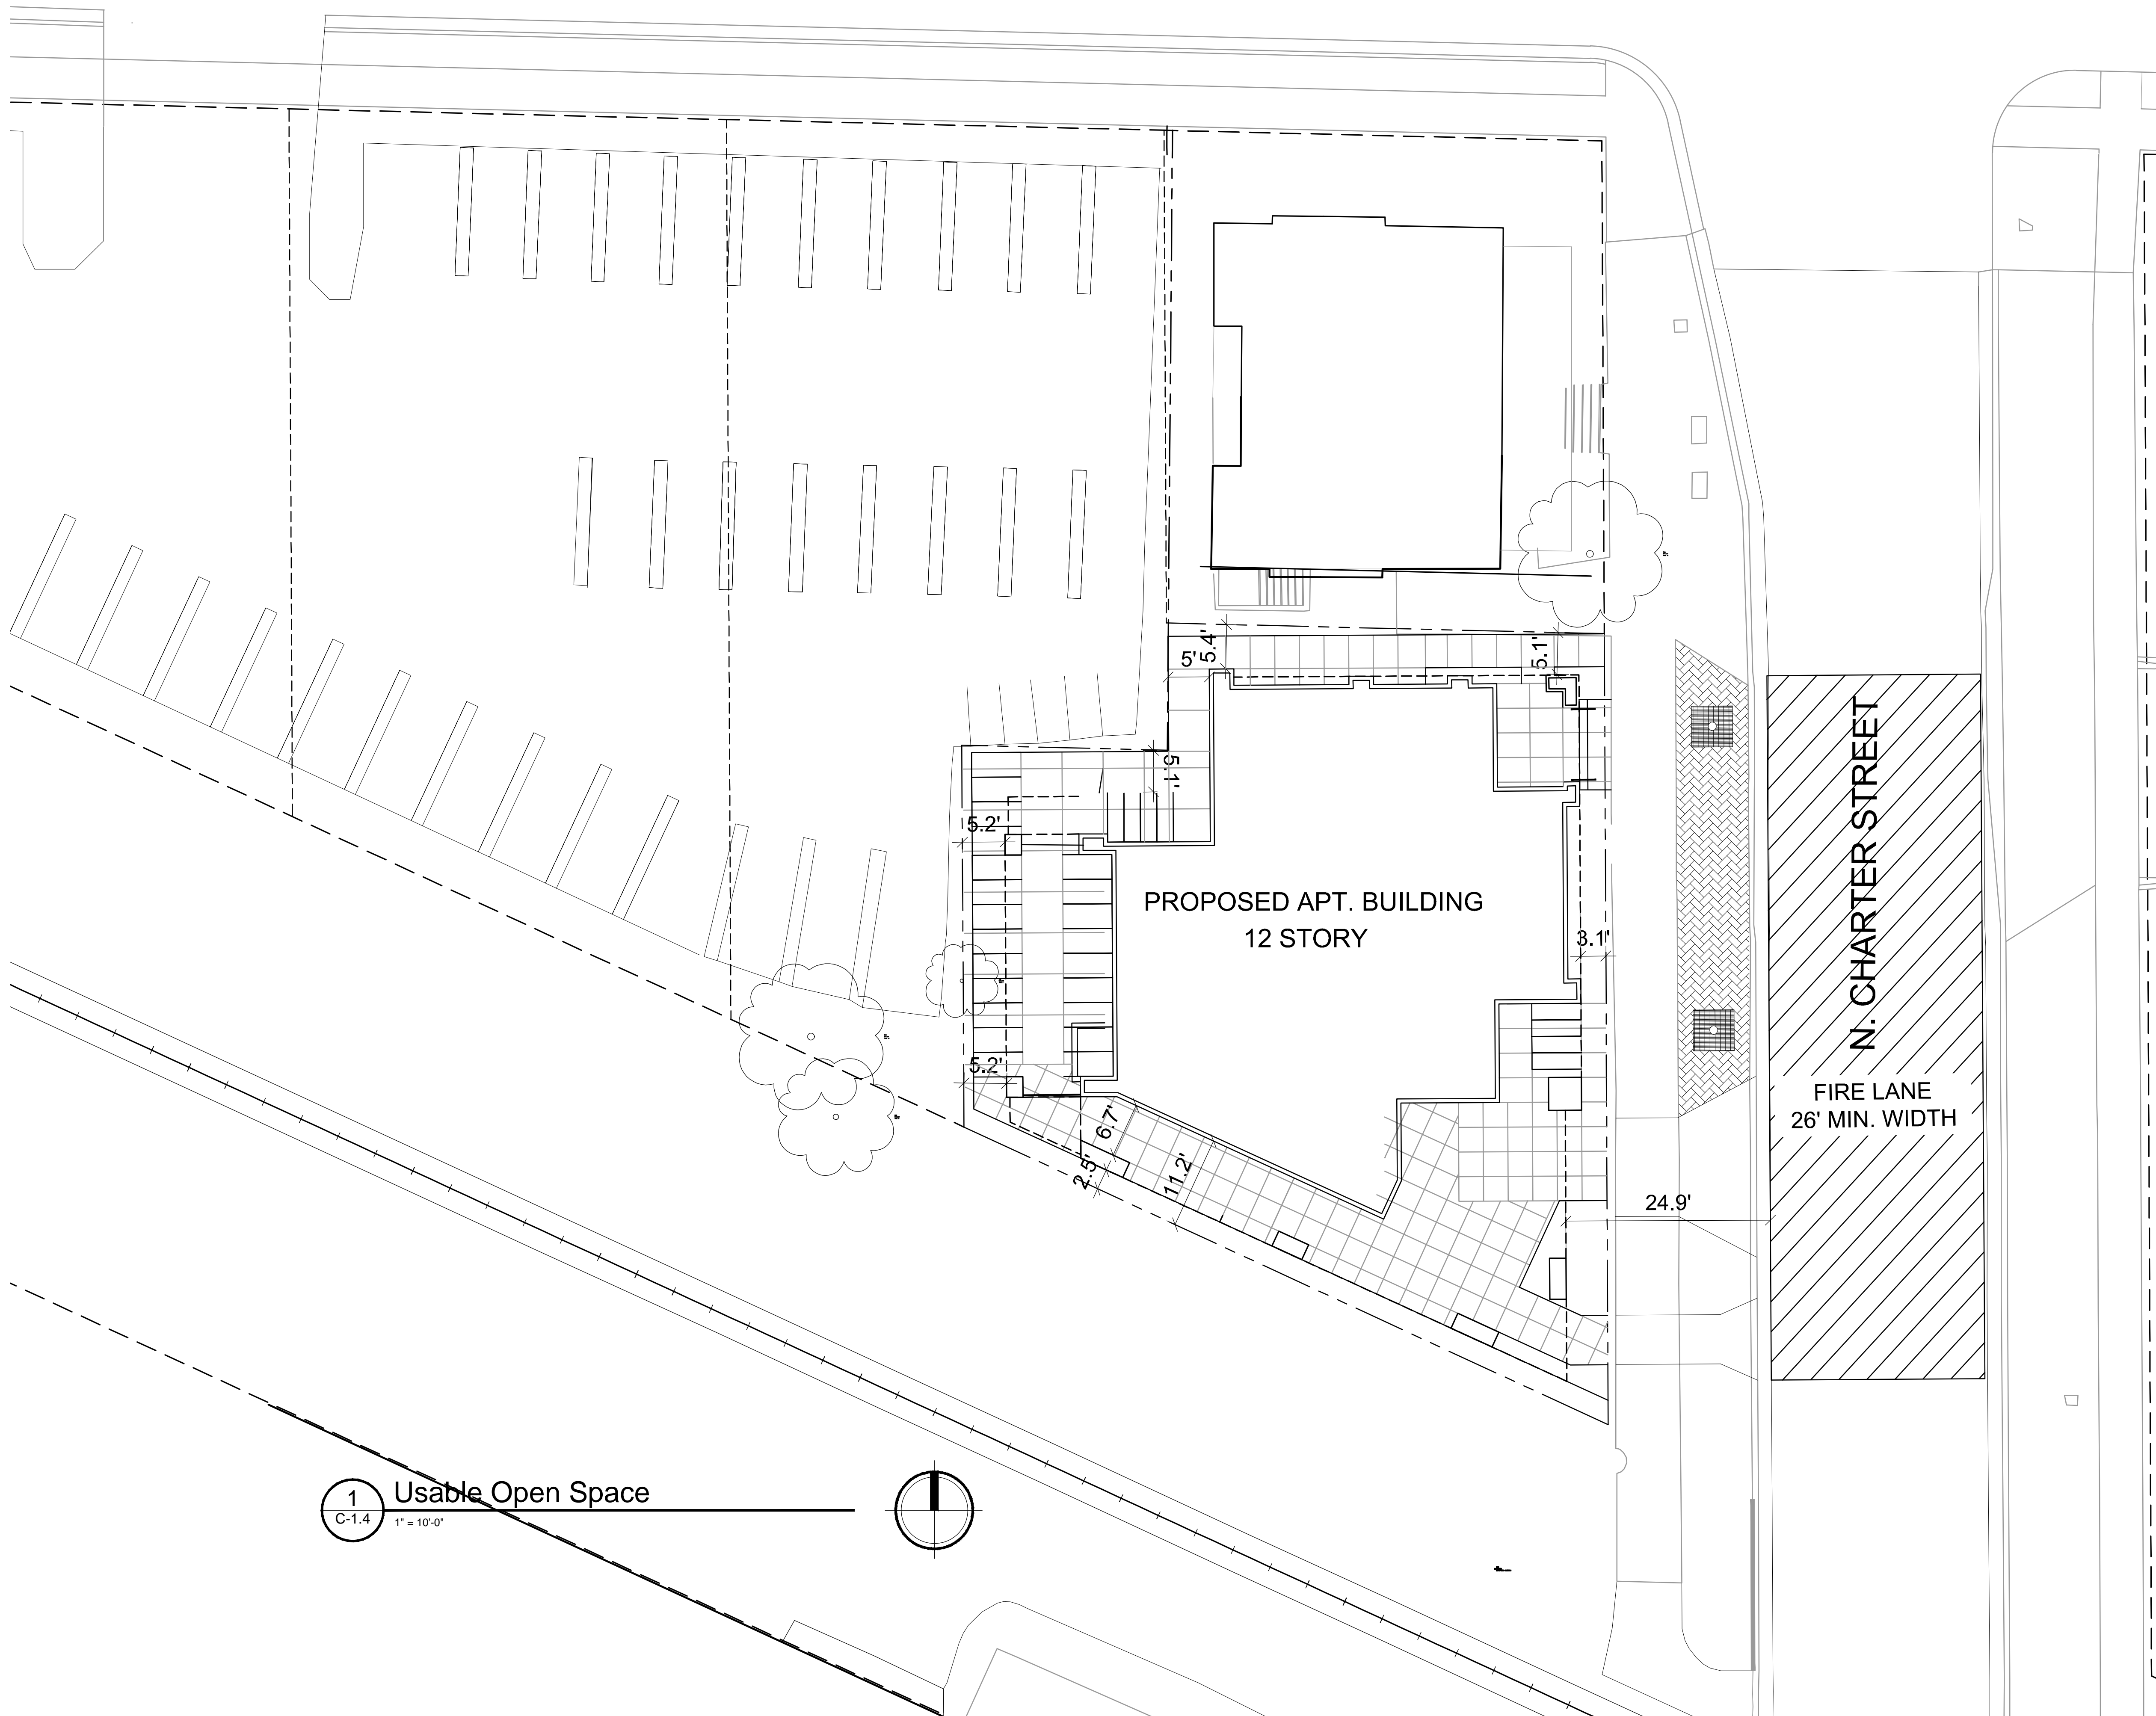 5.4'
5'
5.1'
5.1'
N. CHARTER STREET
5.2'
PROPOSED APT. BUILDING
12 STORY
3.1'
5.2'
6.7'
2.5'
11.2'
FIRE LANE
26' MIN. WIDTH
24.9'
1
C-1.4
Usable Open Space
1" = 10'-0"